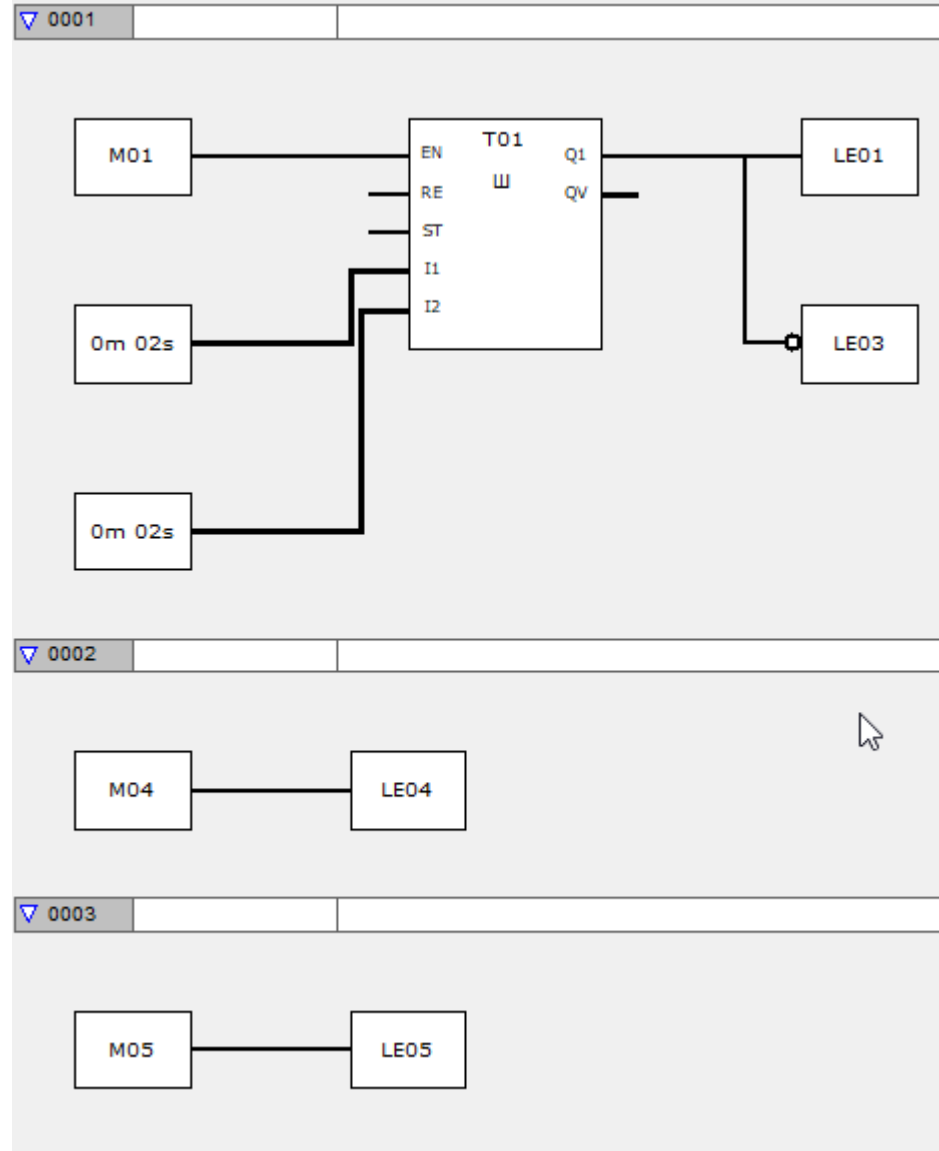 0001
M01
T01
Ш
EN
RE
ST
I1
I2
Q1
QV
LE01
0m 02s
LE03
0m 02s
0002
M04
LE04
0003
M05
LE05